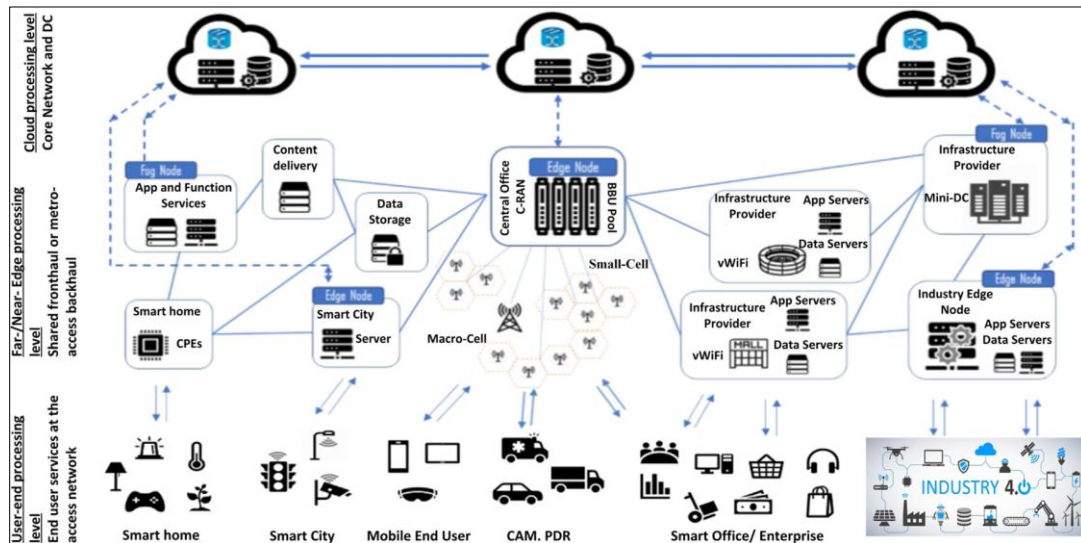 Cloud processing level
Core Network and DC
Far-/Near- Edge processing
level
Shared fronthaul or metro-
access backhaul
User-end processing
level
End user services at the
access network
Fog Node
App and Function
Services
Content
delivery
Data
Storage
Central Office
C-RAN
Edge Node
BBU Pool
Infrastructure
Provider
App Servers
Data Servers
vWiFi
Fog Node
Infrastructure
Provider
Mini-DC
Smart home
CPEs
Edge Node
Smart City
Server
Macro-Cell
Small-Cell
Infrastructure
Provider
App Servers
vWiFi
MALL
Data Servers
Edge Node
Industry Edge
Node
App Servers
Data Servers
INDUSTRY 4.0
Smart home
Smart City
Mobile End User
CAM. PDR
Smart Office/ Enterprise